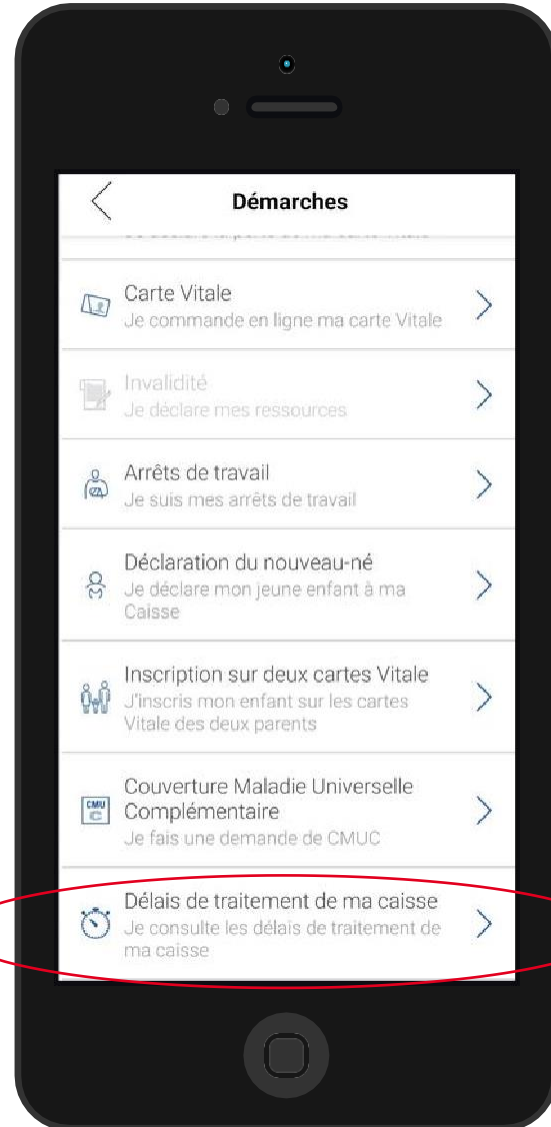 Démarches
Carte Vitale
Je commande en ligne ma carte Vitale
Invalidité
Je déclare mes ressources
Arrêts de travail
Je suis mes arrêts de travail
Déclaration du nouveau-né
Je déclare mon jeune enfant à ma
Caisse
Inscription sur deux cartes Vitale
J'inscris mon enfant sur les cartes
Vitale des deux parents
CMU
C
Couverture Maladie Universelle
Complémentaire
Je fais une demande de CMUC
Délais de traitement de ma caisse
Je consulte les délais de traitement de
ma caisse